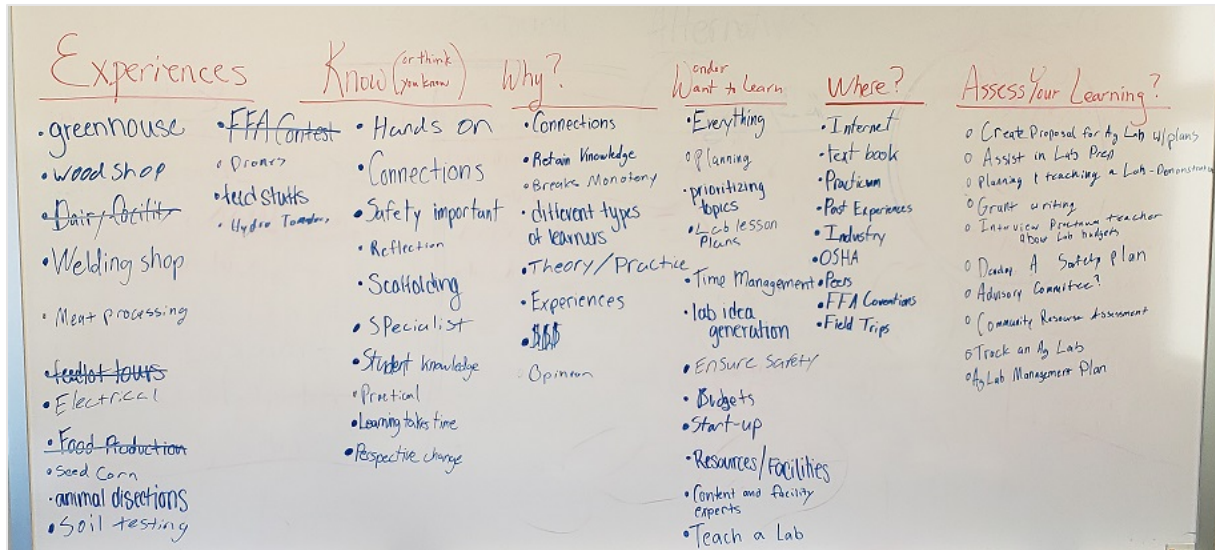 Experiences
• greenhouse
• Wood shop
• Dairy facility
• Welding shop
• Meat processing
• feedlot tours
• Electrical
• Food Production
• Seed Corn
• animal disections
• Soil testing
• FFA Contest
• Drones
• feed stuffs
• Hydro
Know (or think
you know)
• Hands on
• Connections
• Safety important
• Reflection
• Scaffolding
• SPecialist
• Student Knowledge
• Practical
• Learning takes time
• Perspective change
Why?
• Connections
• Retain Knowledge
• Breaks Monotony
• different types
of learners
• Theory/Practice
• Experiences
• $$$
• Opinion
Wonder
Want to Learn
• Everything
• Planning
• prioritizing
topics
• Lab lesson
Plans
• Time Management
• lab idea
generation
• Ensure Safety
• Budgets
• Start-up
• Resources/Facilities
• Content and facility
experts
• Teach a Lab
Where?
• Internet
• text book
• Practicum
• Past Experiences
• Industry
• OSHA
• Peers
• FFA Coventions
• Field Trips
Assess Your Learning?
o Create Proposal for Ag Lab w/plans
o Assist in Lab Prep
o Planning & teaching a Lab - Demonstration
o Grant writing
o Interview Practicum teacher
about Lab budgets
o A Safety plan
o Advisory Committee?
o Community Resource Assessment
o Track an Ag Lab
o Ag Lab Management Plan